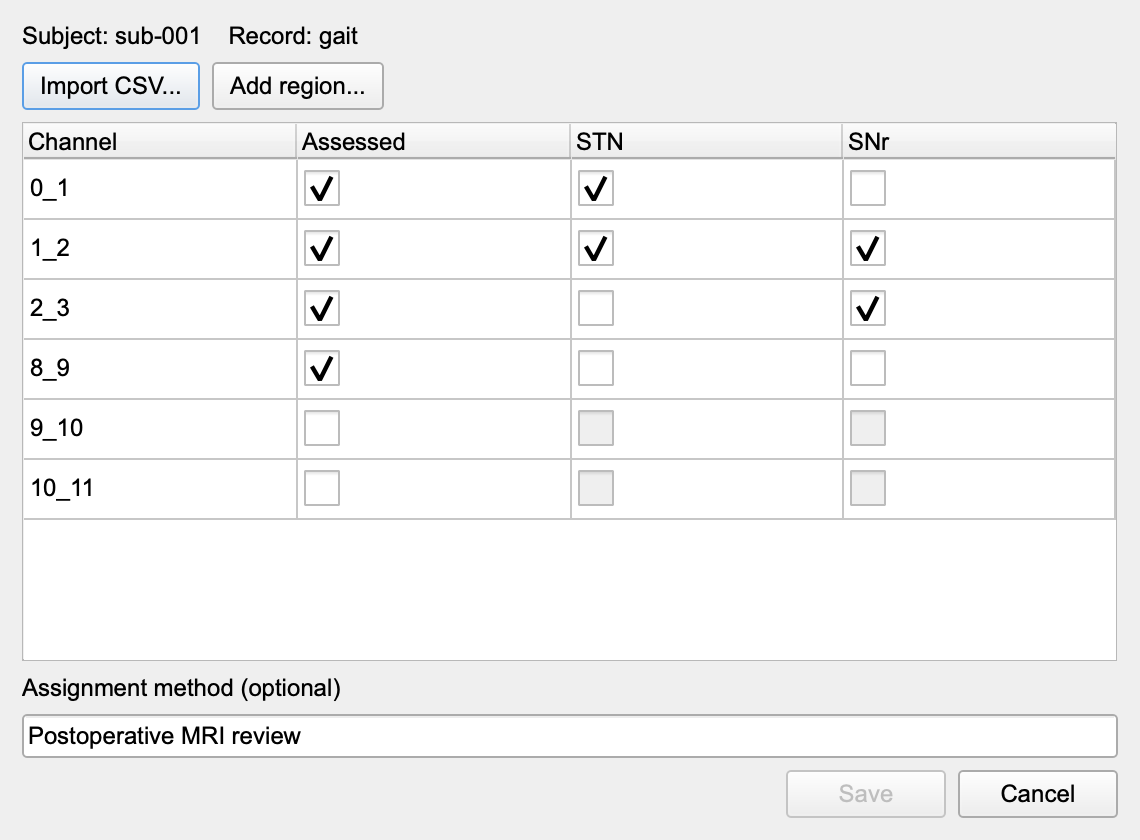 Subject: sub-001 Record: gait
Import CSV... Add region...
Channel Assessed STN SNr
0_1
1_2
2_3
8_9
9_10
10_11
Assignment method (optional)
Postoperative MRI review
Save Cancel